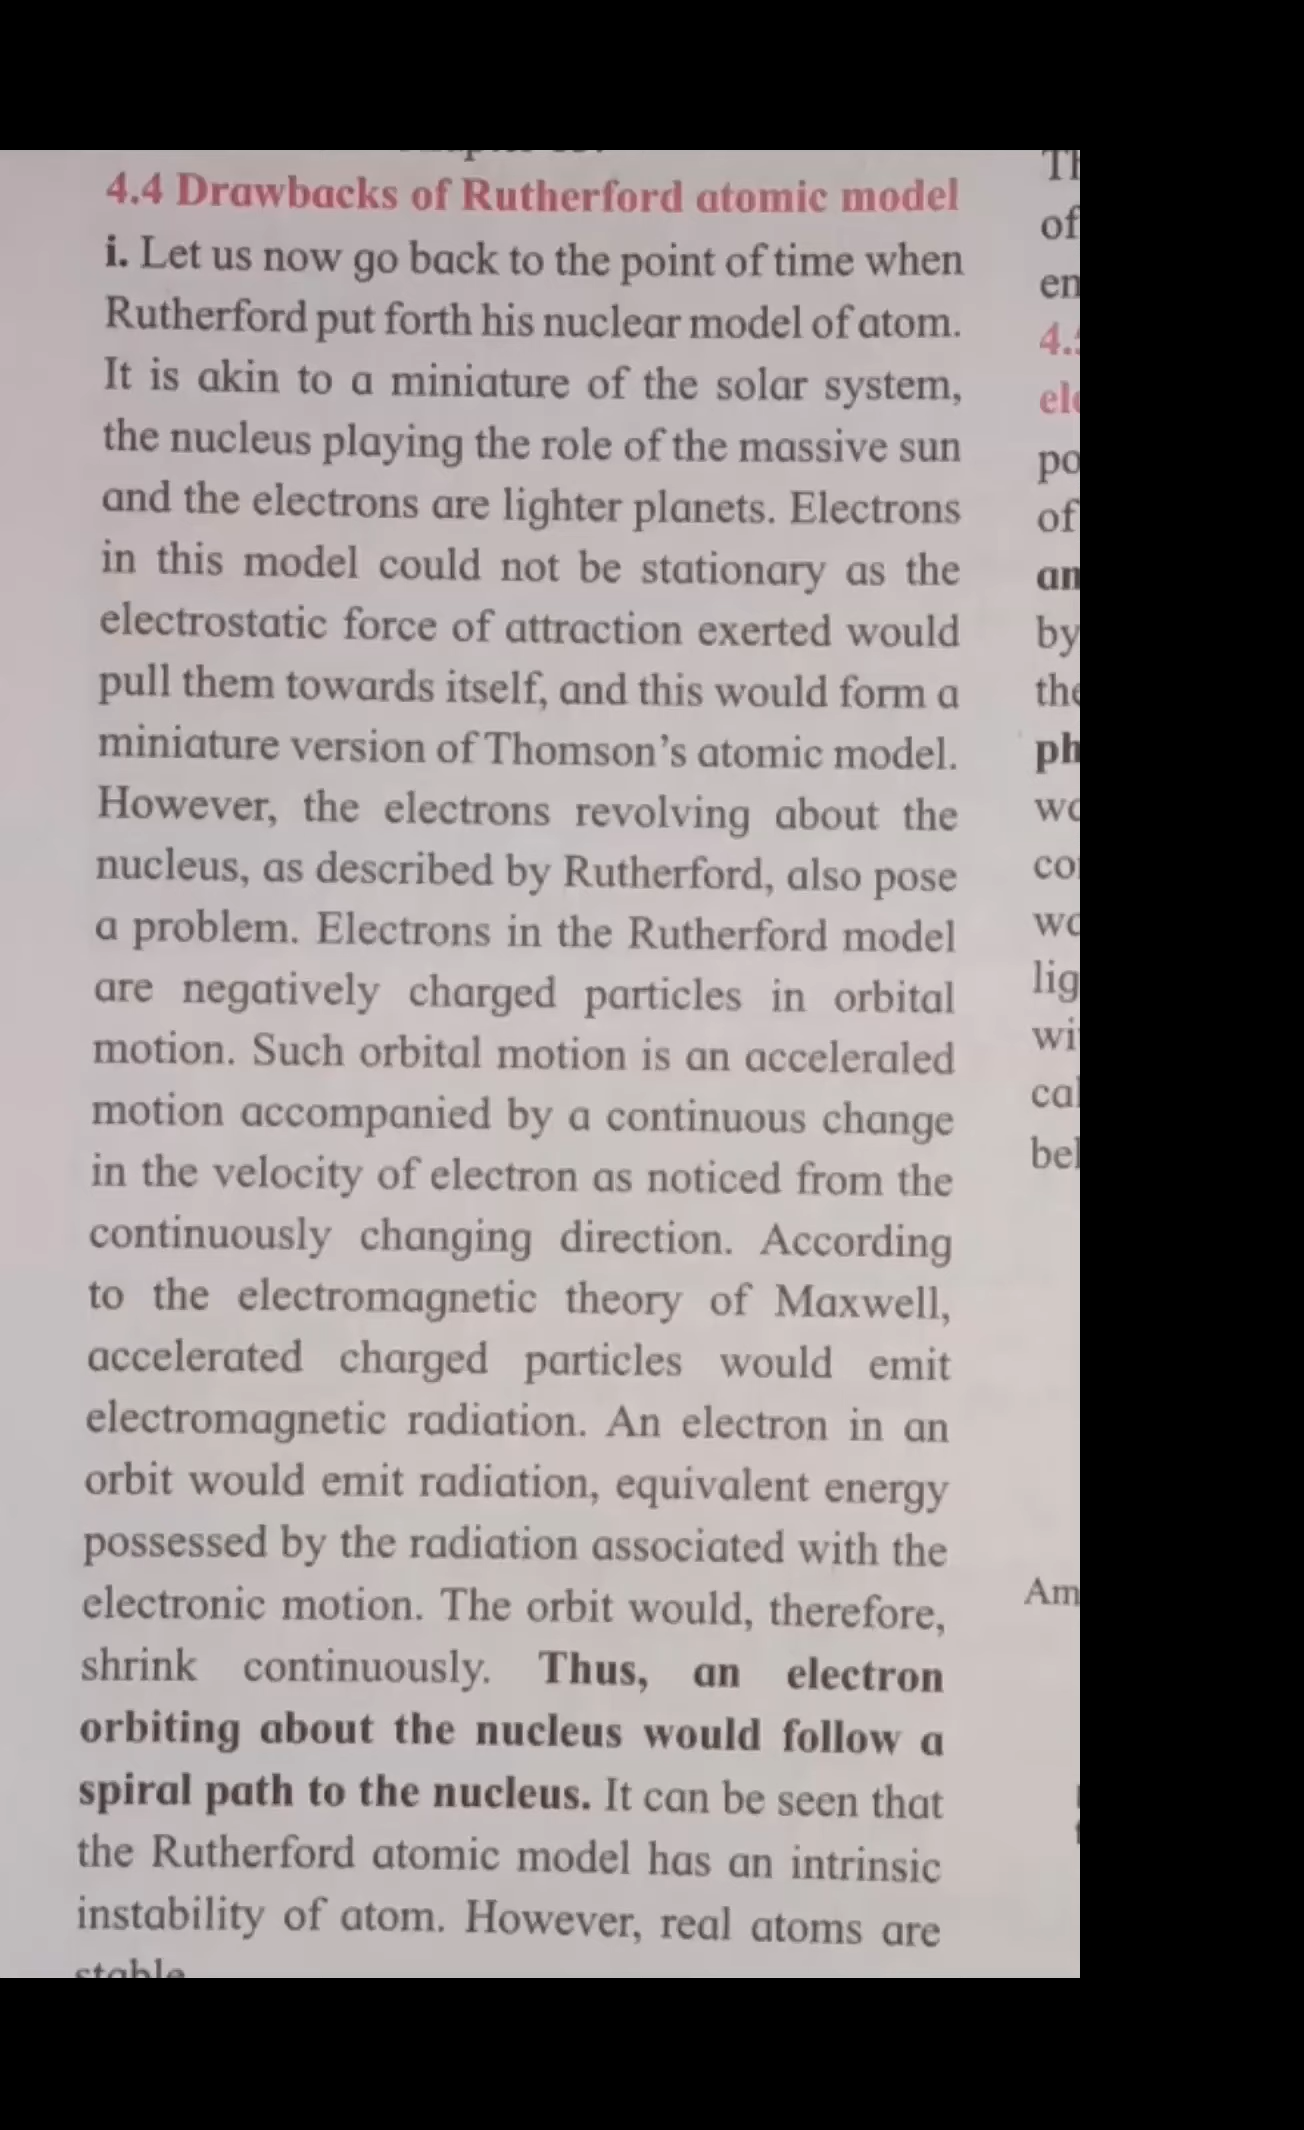 4.4 Drawbacks of Rutherford atomic model
i. Let us now go back to the point of time when
Rutherford put forth his nuclear model of atom.
It is akin to a miniature of the solar system,
the nucleus playing the role of the massive sun
and the electrons are lighter planets. Electrons
in this model could not be stationary as the
electrostatic force of attraction exerted would
pull them towards itself, and this would form a
miniature version of Thomson's atomic model.
However, the electrons revolving about the
nucleus, as described by Rutherford, also pose
a problem. Electrons in the Rutherford model
are negatively charged particles in orbital
motion. Such orbital motion is an acceleraled
motion accompanied by a continuous change
in the velocity of electron as noticed from the
continuously changing direction. According
to the electromagnetic theory of Maxwell,
accelerated charged particles would emit
electromagnetic radiation. An electron in an
orbit would emit radiation, equivalent energy
possessed by the radiation associated with the
electronic motion. The orbit would, therefore,
shrink continuously. Thus, an electron
orbiting about the nucleus would follow a
spiral path to the nucleus. It can be seen that
the Rutherford atomic model has an intrinsic
instability of atom. However, real atoms are
stable
of
of
by